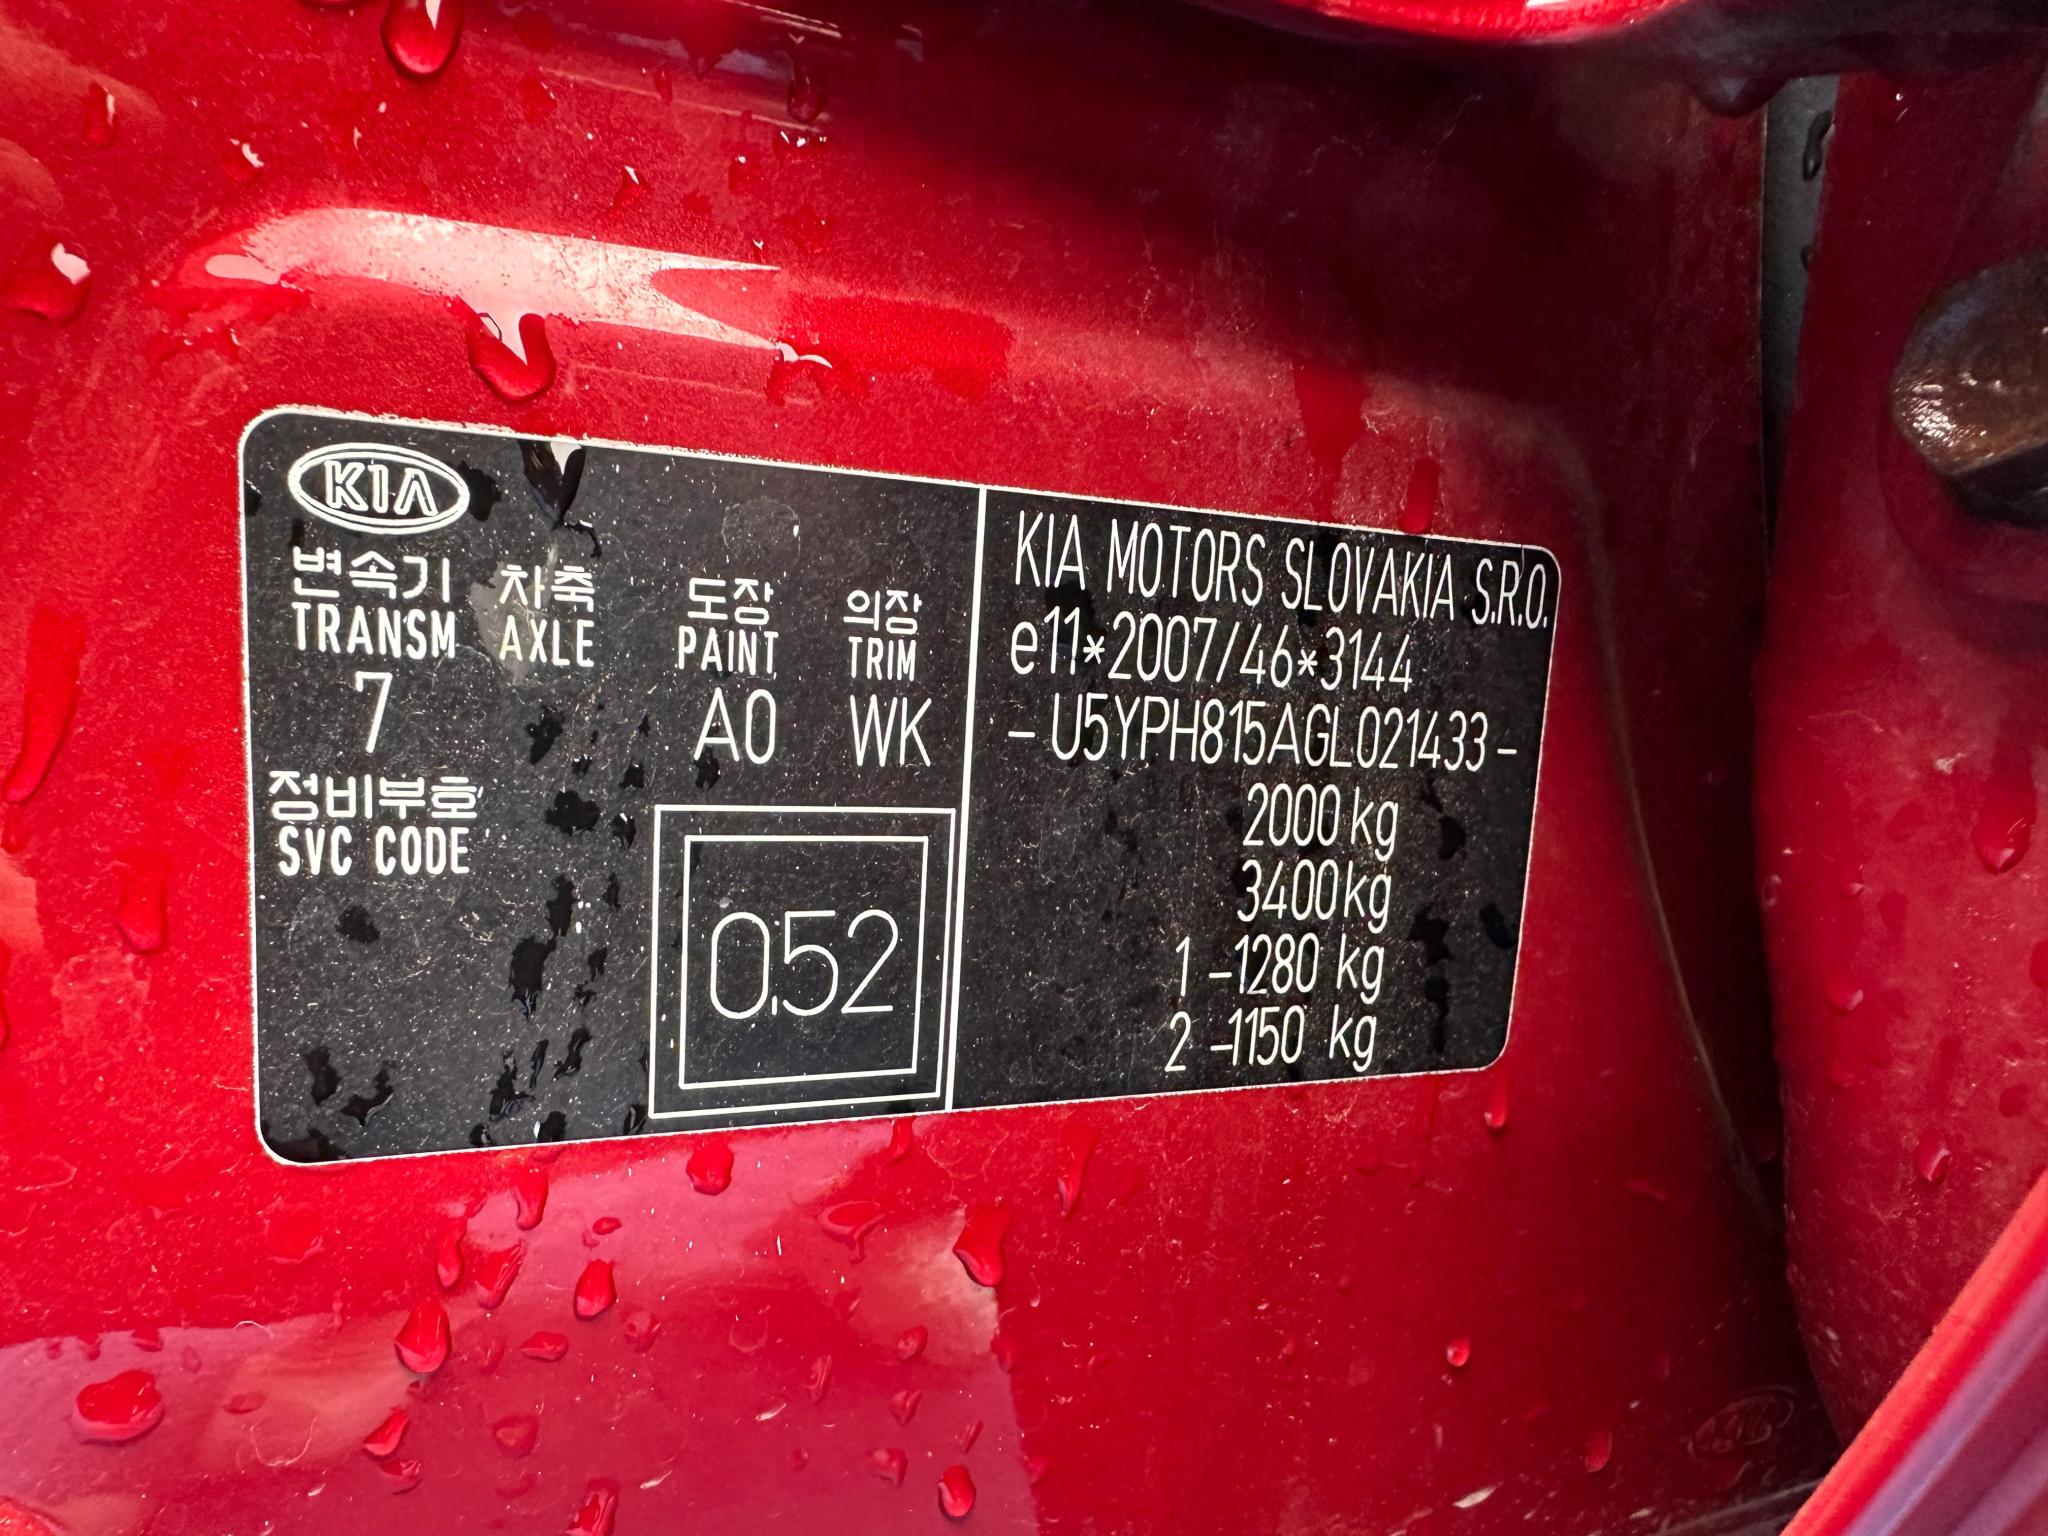 KIA
변속기 차축 도장 의장
TRANSM AXLE PAINT TRIM
7 A0 WK
정비부호
SVC CODE
0.52
KIA MOTORS SLOVAKIA S.R.O.
e11*2007/46*3144
- U5YPH815AGL021433 -
2000 kg
3400 kg
1 -1280 kg
2 -1150 kg